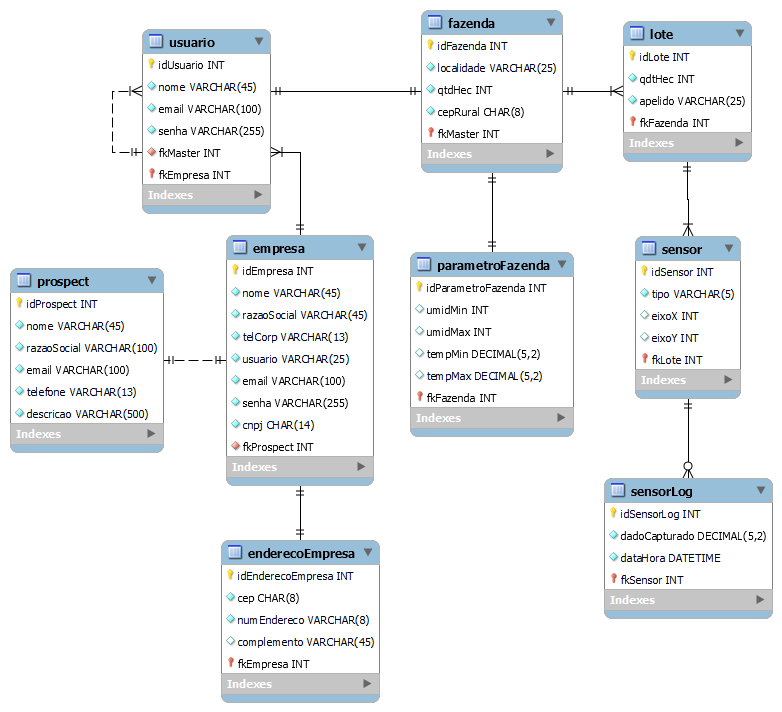 usuario
idUsuario INT
nome VARCHAR(45)
email VARCHAR(100)
senha VARCHAR(255)
fkMaster INT
fkEmpresa INT
Indexes
fazenda
idFazenda INT
localidade VARCHAR(25)
qtdHec INT
cepRural CHAR(8)
fkMaster INT
Indexes
lote
idLote INT
qdtHec INT
apelido VARCHAR(25)
fkFazenda INT
Indexes
prospect
idProspect INT
nome VARCHAR(45)
razaoSocial VARCHAR(100)
email VARCHAR(100)
telefone VARCHAR(13)
descricao VARCHAR(500)
Indexes
empresa
idEmpresa INT
nome VARCHAR(45)
razaoSocial VARCHAR(45)
telCorp VARCHAR(13)
usuario VARCHAR(25)
email VARCHAR(100)
senha VARCHAR(255)
cnpj CHAR(14)
fkProspect INT
Indexes
parametroFazenda
idParametroFazenda INT
umidMin INT
umidMax INT
tempMin DECIMAL(5,2)
tempMax DECIMAL(5,2)
fkFazenda INT
Indexes
sensor
idSensor INT
tipo VARCHAR(5)
eixoX INT
eixoY INT
fkLote INT
Indexes
enderecoEmpresa
idEnderecoEmpresa INT
cep CHAR(8)
numEndereco VARCHAR(8)
complemento VARCHAR(45)
fkEmpresa INT
Indexes
sensorLog
idSensorLog INT
dadoCapturado DECIMAL(5,2)
dataHora DATETIME
fkSensor INT
Indexes